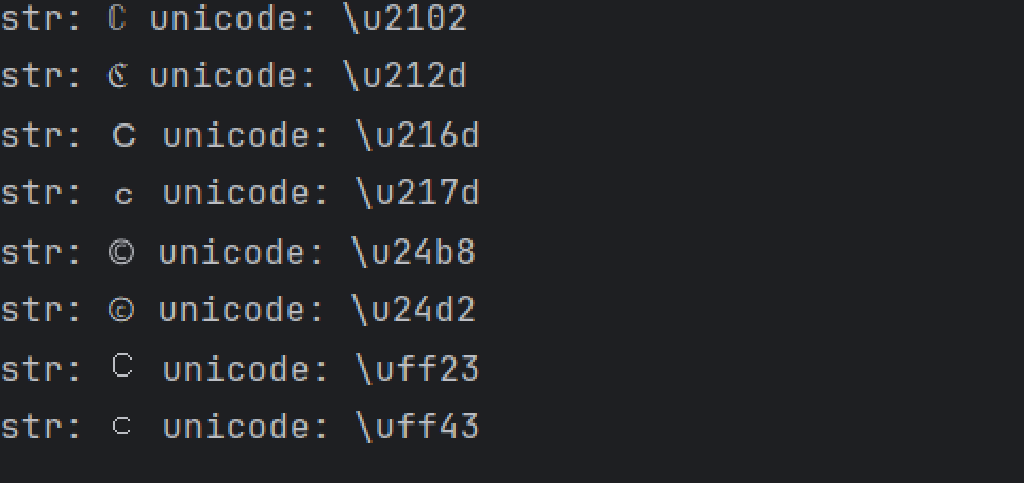 str: ℂ unicode: \u2102
str: ℭ unicode: \u212d
str: Ⅽ unicode: \u216d
str: ⅽ unicode: \u217d
str: Ⓒ unicode: \u24b8
str: ⓒ unicode: \u24d2
str: Ｃ unicode: \uff23
str: ｃ unicode: \uff43